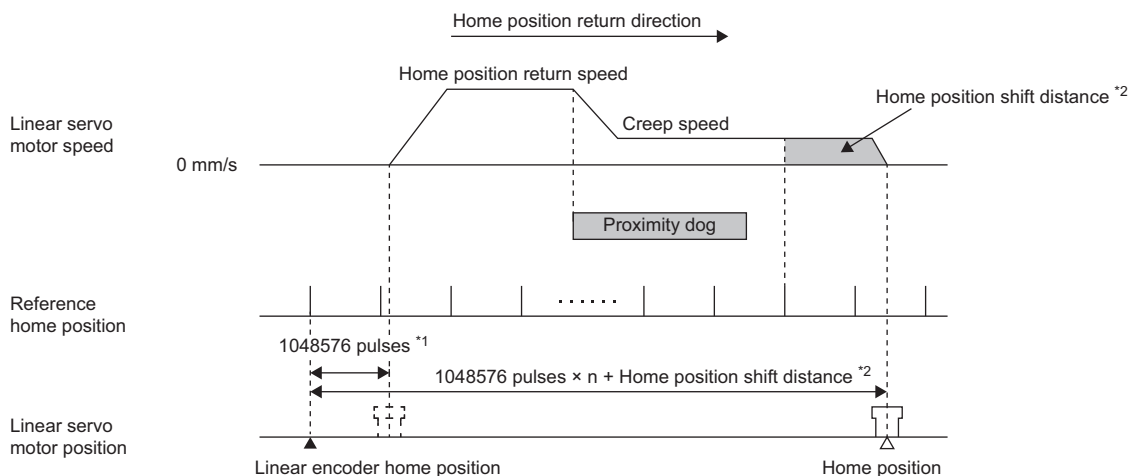 Home position return direction
Home position return speed
Home position shift distance *2
Linear servo
motor speed
Creep speed
0 mm/s
Proximity dog
Reference
home position
1048576 pulses *1
1048576 pulses × n + Home position shift distance *2
Linear servo
motor position
Linear encoder home position
Home position